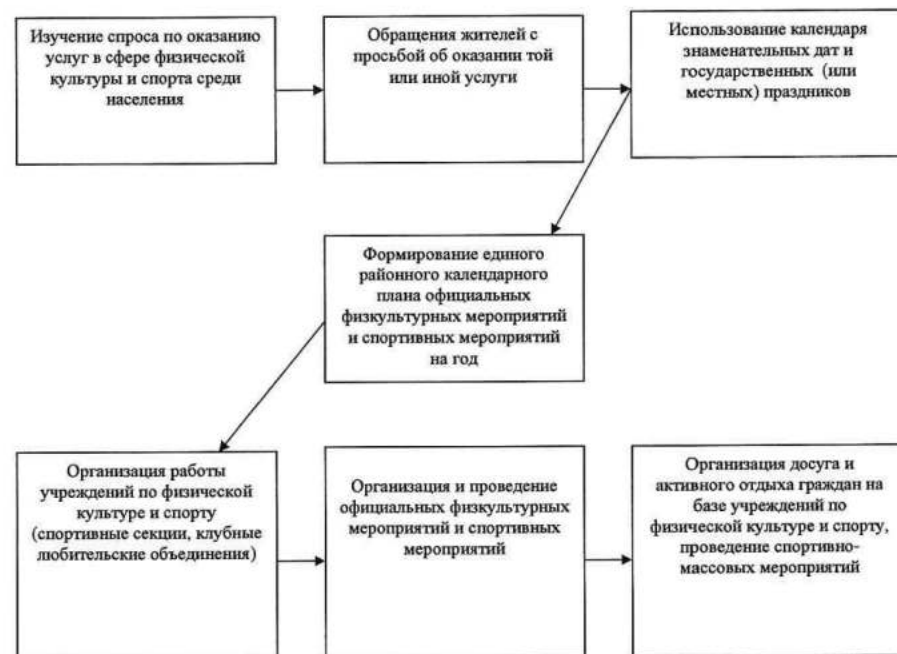 Изучение спроса по оказанию
услуг в сфере физической
культуры и спорта среди
населения
Обращения жителей с
просьбой об оказании той
или иной услуги
Использование календаря
знаменательных дат и
государственных (или
местных) праздников
Формирование единого
районного календарного
плана официальных
физкультурных мероприятий
и спортивных мероприятий
на год
Организация работы
учреждений по физической
культуре и спорту
(спортивные секции, клубные
любительские объединения)
Организация и проведение
официальных физкультурных
мероприятий и спортивных
мероприятий
Организация досуга и
активного отдыха граждан на
базе учреждений по
физической культуре и спорту,
проведение спортивно-
массовых мероприятий